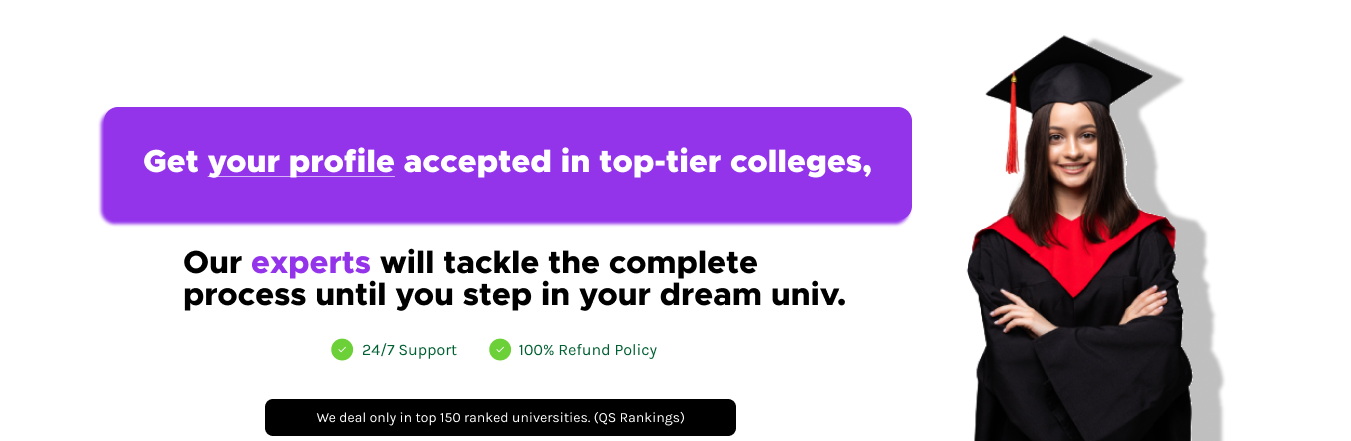 Get your profile accepted in top-tier colleges,
Our experts will tackle the complete
process until you step in your dream univ.
24/7 Support
100% Refund Policy
We deal only in top 150 ranked universities. (QS Rankings)